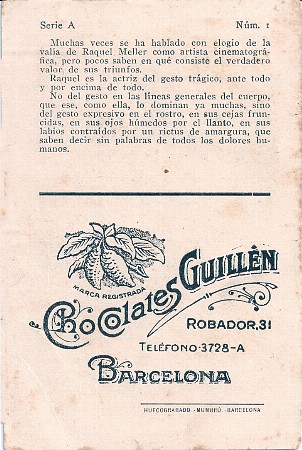 Serie A Núm. 1
Muchas veces se ha hablado con elogio de la
valía de Raquel Meller como artista cinematográ-
fica, pero pocos saben en qué consiste el verdadero
valor de sus triunfos.
Raquel es la actriz del gesto trágico, ante todo
y por encima de todo.
No del gesto en las líneas generales del cuerpo,
que ese, como ella, lo dominan ya muchas, sino
del gesto expresivo en el rostro, en sus cejas frun-
cidas, en sus ojos húmedos por el llanto, en sus
labios contraídos por un rictus de amargura, que
saben decir sin palabras de todos los dolores hu-
manos.
MARCA REGISTRADA
Chocolates Guillén
ROBADOR, 31
TELÉFONO-3728-A
BARCELONA
HUECOGRABADO - MUMBRÚ - BARCELONA